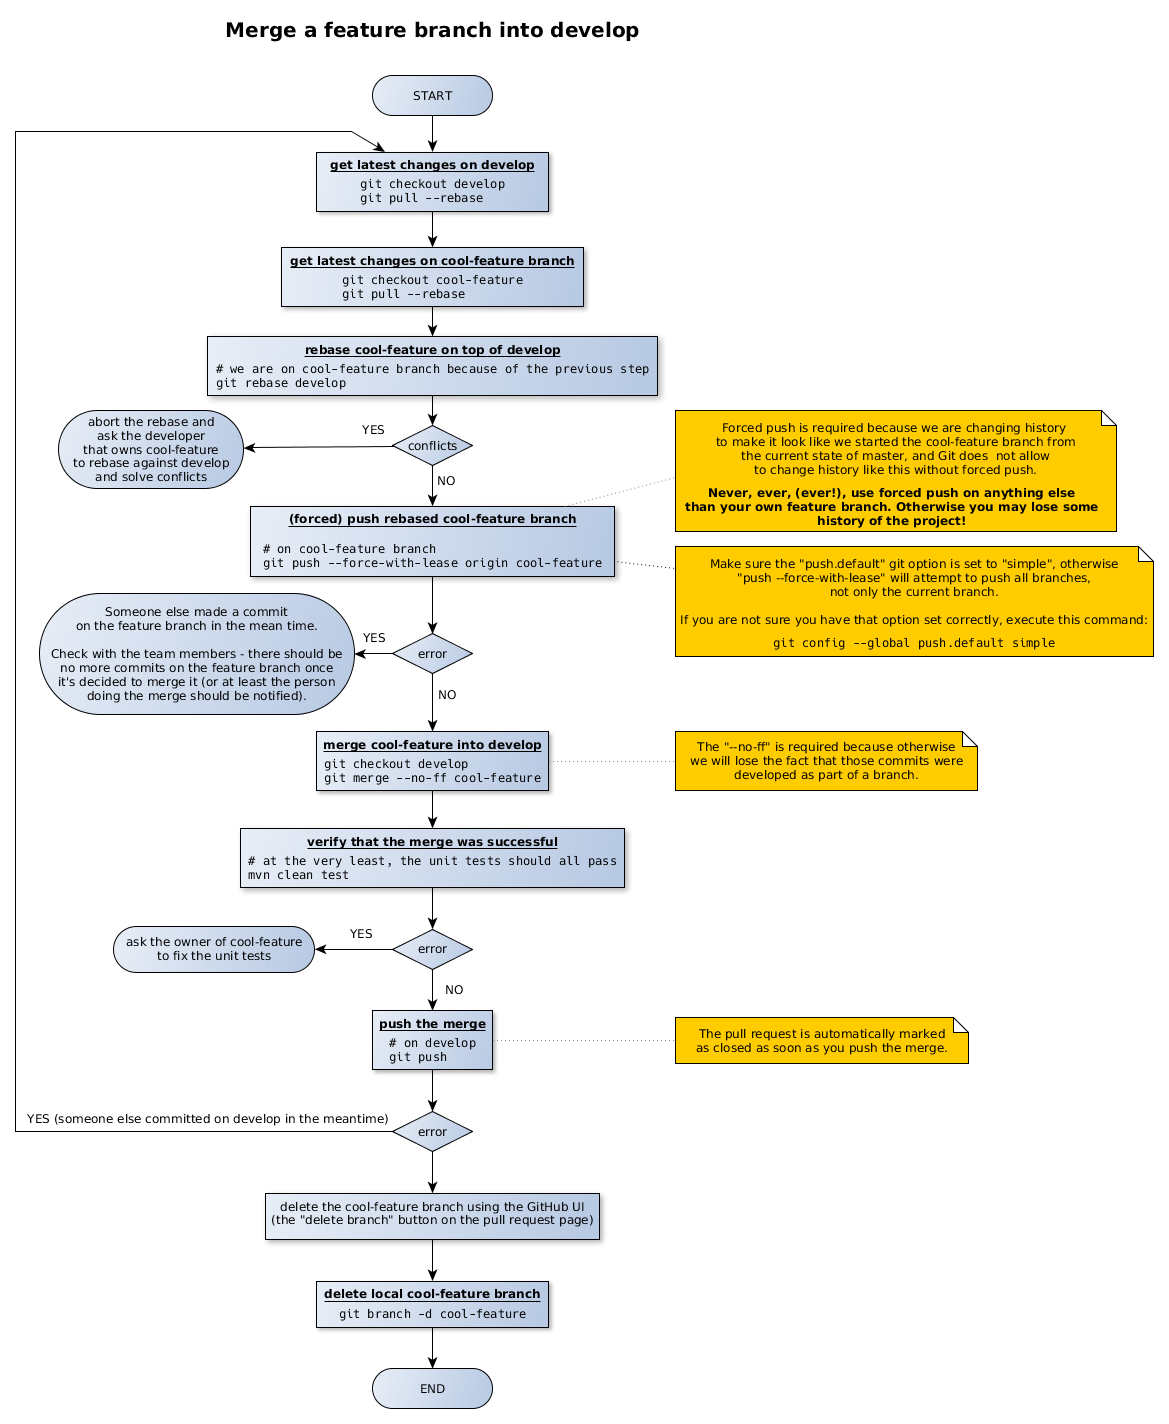 Merge a feature branch into develop
START
get latest changes on develop
git checkout develop
git pull --rebase
get latest changes on cool-feature branch
git checkout cool-feature
git pull --rebase
rebase cool-feature on top of develop
# we are on cool-feature branch because of the previous step
git rebase develop
conflicts
YES
abort the rebase and
ask the developer
that owns cool-feature
to rebase against develop
and solve conflicts
NO
Forced push is required because we are changing history
to make it look like we started the cool-feature branch from
the current state of master, and Git does  not allow
to change history like this without forced push.
Never, ever, (ever!), use forced push on anything else
than your own feature branch. Otherwise you may lose some
history of the project!
(forced) push rebased cool-feature branch
# on cool-feature branch
git push --force-with-lease origin cool-feature
Make sure the "push.default" git option is set to "simple", otherwise
"push --force-with-lease" will attempt to push all branches,
not only the current branch.
If you are not sure you have that option set correctly, execute this command:
git config --global push.default simple
error
YES
Someone else made a commit
on the feature branch in the mean time.
Check with the team members - there should be
no more commits on the feature branch once
it's decided to merge it (or at least the person
doing the merge should be notified).
NO
merge cool-feature into develop
git checkout develop
git merge --no-ff cool-feature
The "--no-ff" is required because otherwise
we will lose the fact that those commits were
developed as part of a branch.
verify that the merge was successful
# at the very least, the unit tests should all pass
mvn clean test
error
YES
ask the owner of cool-feature
to fix the unit tests
NO
push the merge
# on develop
git push
The pull request is automatically marked
as closed as soon as you push the merge.
YES (someone else committed on develop in the meantime)
error
delete the cool-feature branch using the GitHub UI
(the "delete branch" button on the pull request page)
delete local cool-feature branch
git branch -d cool-feature
END